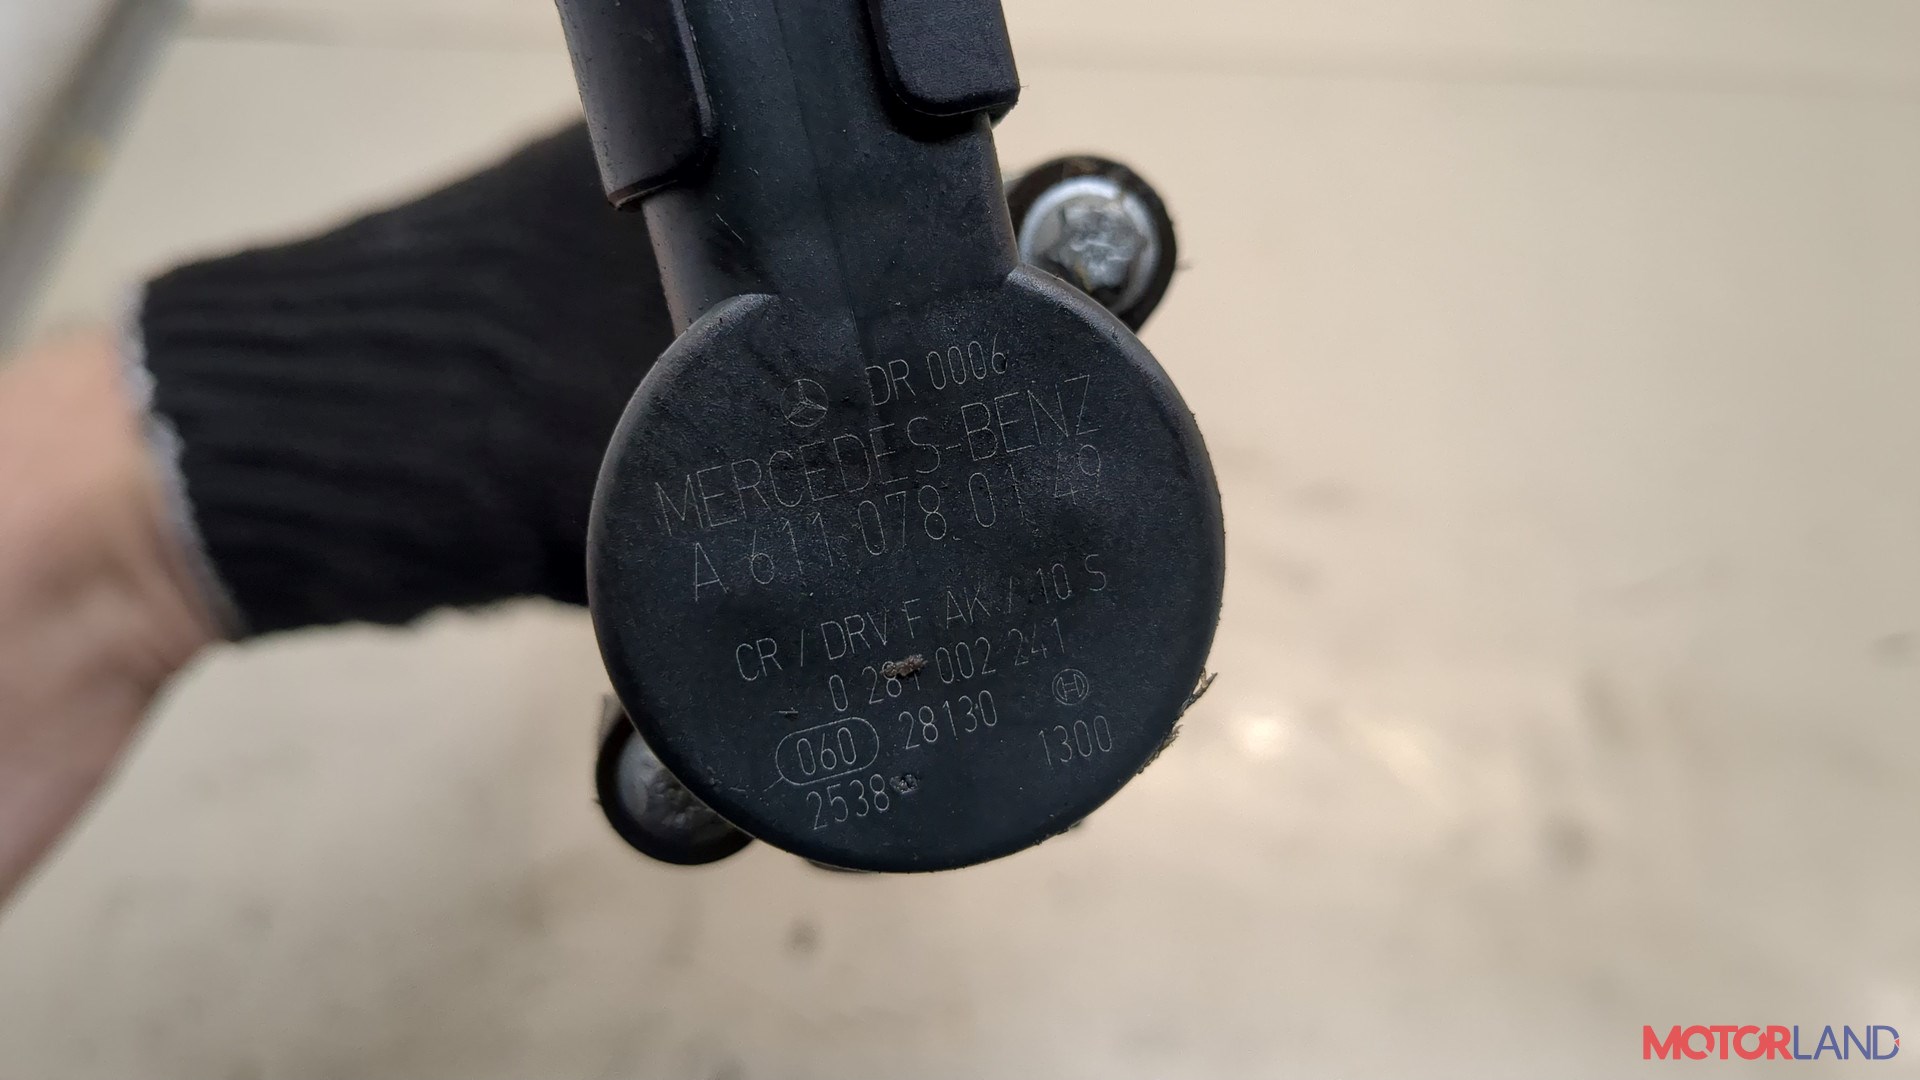 DR 0006
MERCEDES-BENZ
A 611 078 01 49
CR / DRV F AK / 10 S
0 281 002 241
060 28130
2538 1300
MOTORLAND